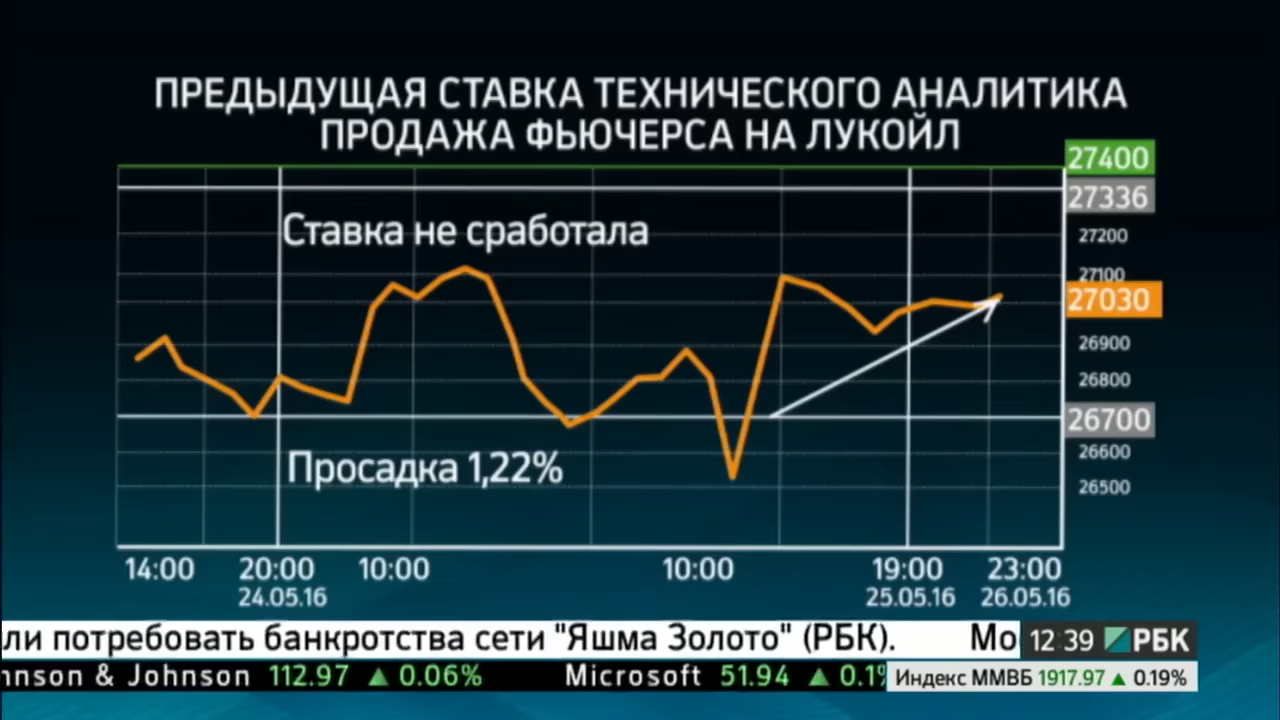 ПРЕДЫДУЩАЯ СТАВКА ТЕХНИЧЕСКОГО АНАЛИТИКА
ПРОДАЖА ФЬЮЧЕРСА НА ЛУКОЙЛ
27400
27336
Ставка не сработала
27200
27100
27030
26900
26800
26700
Просадка 1,22%
26600
26500
14:00 20:00 10:00 10:00 19:00 23:00
24.05.16 25.05.16 26.05.16
ли потребовать банкротства сети "Яшма Золото" (РБК). Мо
12 39 РБК
nnson & Johnson 112.97 ▲ 0.06% Microsoft 51.94 ▲ 0.1
Индекс ММВБ 1917.97 ▲ 0.19%